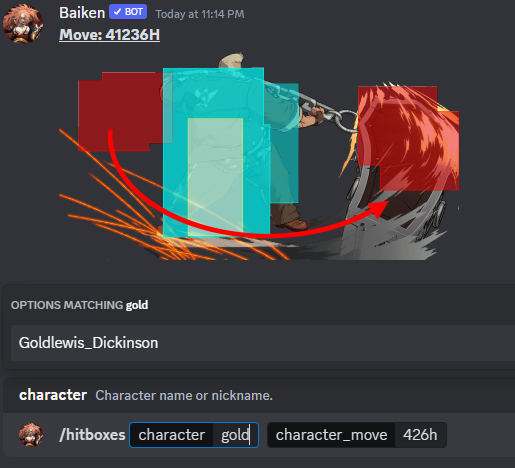 Baiken ✓ BOT Today at 11:14 PM
Move: 41236H
OPTIONS MATCHING gold
Goldlewis_Dickinson
character Character name or nickname.
/hitboxes character gold character_move 426h